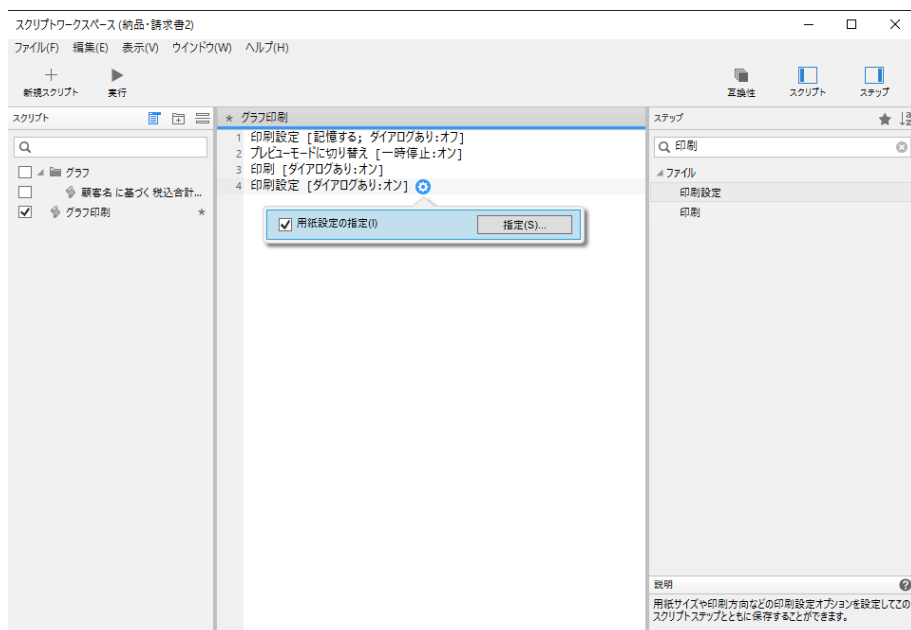 スクリプトワークスペース (納品・請求書2)
ファイル(F) 編集(E) 表示(V) ウインドウ(W) ヘルプ(H)
新規スクリプト 実行 互換性 スクリプト ステップ
スクリプト
グラフ
顧客名 に基づく 税込合計...
グラフ印刷 *
* グラフ印刷
1 印刷設定 [記憶する; ダイアログあり:オフ]
2 プレビューモードに切り替え [一時停止:オン]
3 印刷 [ダイアログあり:オン]
4 印刷設定 [ダイアログあり:オン]
用紙設定の指定(I) 指定(S)...
ステップ
印刷
ファイル
印刷設定
印刷
説明
用紙サイズや印刷方向などの印刷設定オプションを設定してこの
スクリプトステップとともに保存することができます。